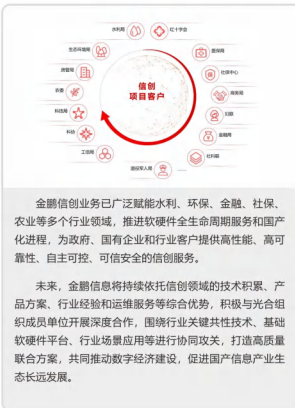 水利局
红十字会
生态环境局
医保局
房管局
社保中心
信创
项目客户
农委
科技局
妇联
科协
金融局
工信局
社科联
退役军人局
金鹏信创业务已广泛赋能水利、环保、金融、社保、
农业等多个行业领域，推进软硬件全生命周期服务和国产
化进程，为政府、国有企业和行业客户提供高性能、高可
靠性、自主可控、可信安全的信创服务。
未来，金鹏信息将持续依托信创领域的技术积累、产
品方案、行业经验和运维服务等综合优势，积极与光合组
织成员单位开展深度合作，围绕行业关键共性技术、基础
软硬件平台、行业场景应用等进行协同攻关，打造高质量
联合方案，共同推动数字经济建设，促进国产信息产业生
态长远发展。